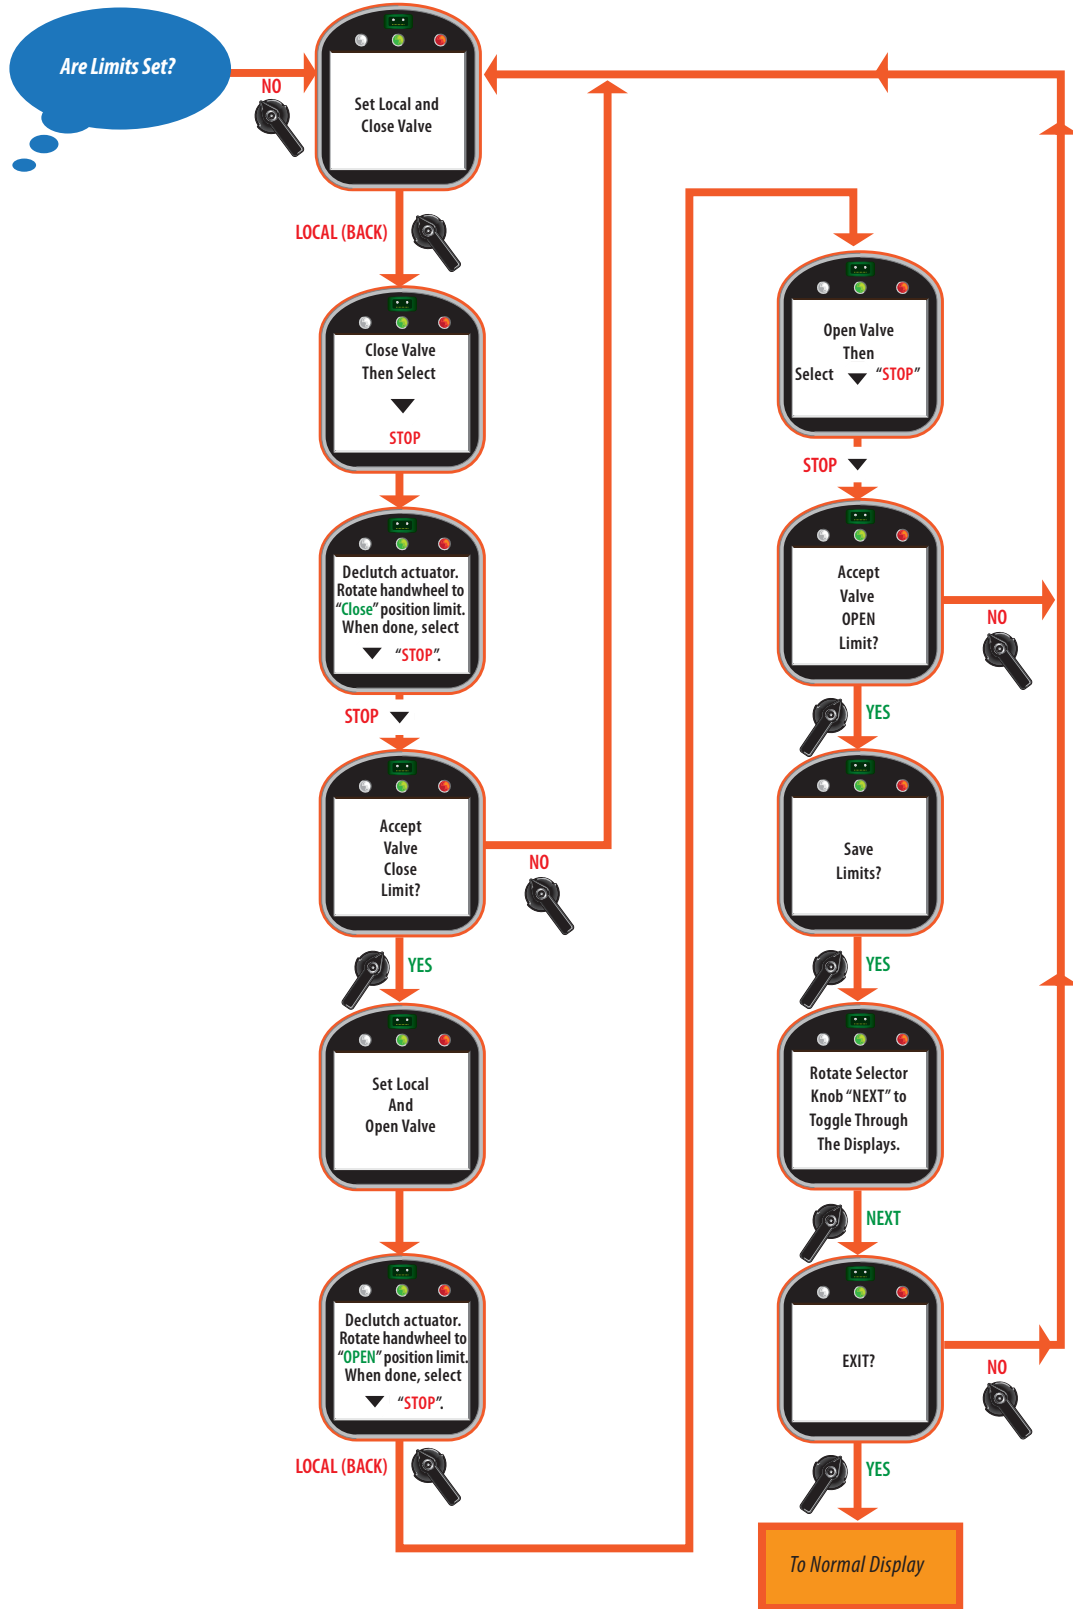 Are Limits Set?
NO
Set Local and
Close Valve
LOCAL (BACK)
Close Valve
Then Select
STOP
Declutch actuator.
Rotate handwheel to
“Close” position limit.
When done, select
“STOP”.
STOP
Accept
Valve
Close
Limit?
NO
YES
Set Local
And
Open Valve
Declutch actuator.
Rotate handwheel to
“OPEN” position limit.
When done, select
“STOP”.
LOCAL (BACK)
Open Valve
Then
Select “STOP”
STOP
Accept
Valve
OPEN
Limit?
NO
YES
Save
Limits?
YES
Rotate Selector
Knob “NEXT” to
Toggle Through
The Displays.
NEXT
EXIT?
NO
YES
To Normal Display